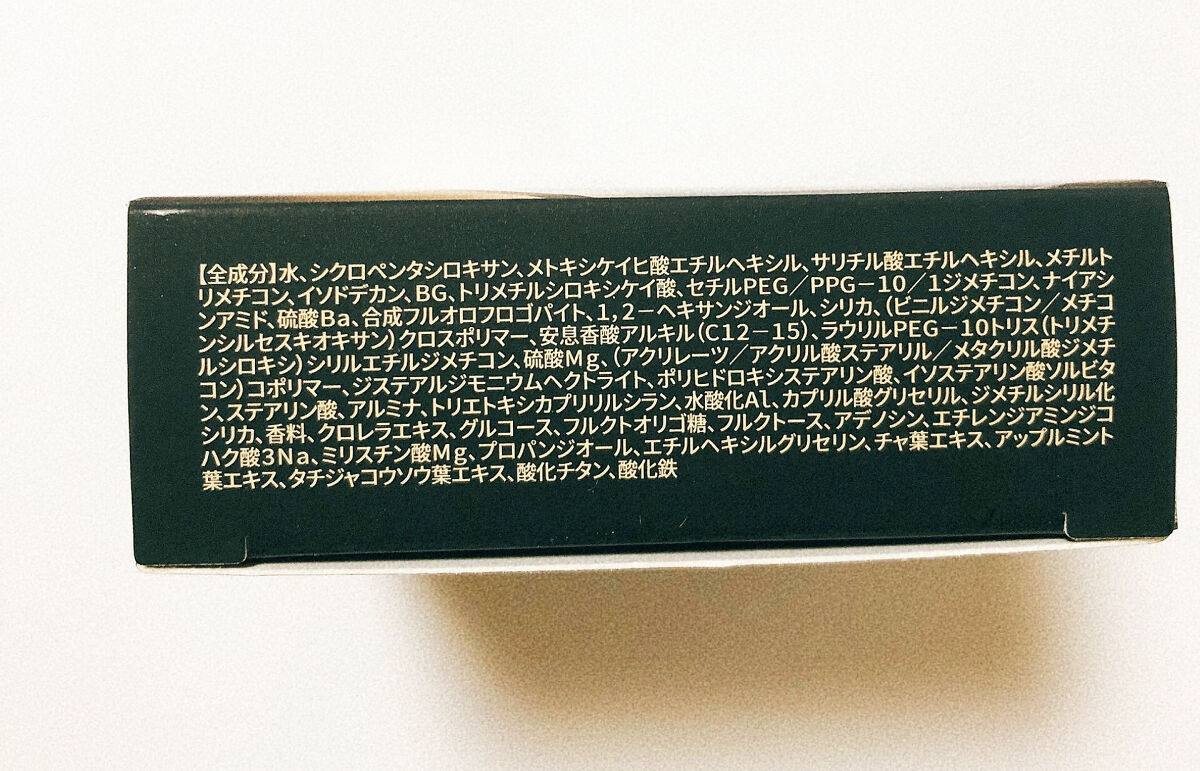 【全成分】水、シクロペンタシロキサン、メトキシケイヒ酸エチルヘキシル、サリチル酸エチルヘキシル、メチルト
リメチコン、イソドデカン、BG、トリメチルシロキシケイ酸、セチルPEG／PPG－10／1ジメチコン、ナイアシ
ンアミド、硫酸Ba、合成フルオロフロゴパイト、1，2－ヘキサンジオール、シリカ、（ビニルジメチコン／メチコ
ンシルセスキオキサン）クロスポリマー、安息香酸アルキル（C12－15）、ラウリルPEG－10トリス（トリメチ
ルシロキシ）シリルエチルジメチコン、硫酸Mg、（アクリレーツ／アクリル酸ステアリル／メタクリル酸ジメチ
コン）コポリマー、ジステアルジモニウムヘクトライト、ポリヒドロキシステアリン酸、イソステアリン酸ソルビタ
ン、ステアリン酸、アルミナ、トリエトキシカプリリルシラン、水酸化Al、カプリル酸グリセリル、ジメチルシリル化
シリカ、香料、クロレラエキス、グルコース、フルクトオリゴ糖、フルクトース、アデノシン、エチレンジアミンジコ
ハク酸3Na、ミリスチン酸Mg、プロパンジオール、エチルヘキシルグリセリン、チャ葉エキス、アップルミント
葉エキス、タチジャコウソウ葉エキス、酸化チタン、酸化鉄